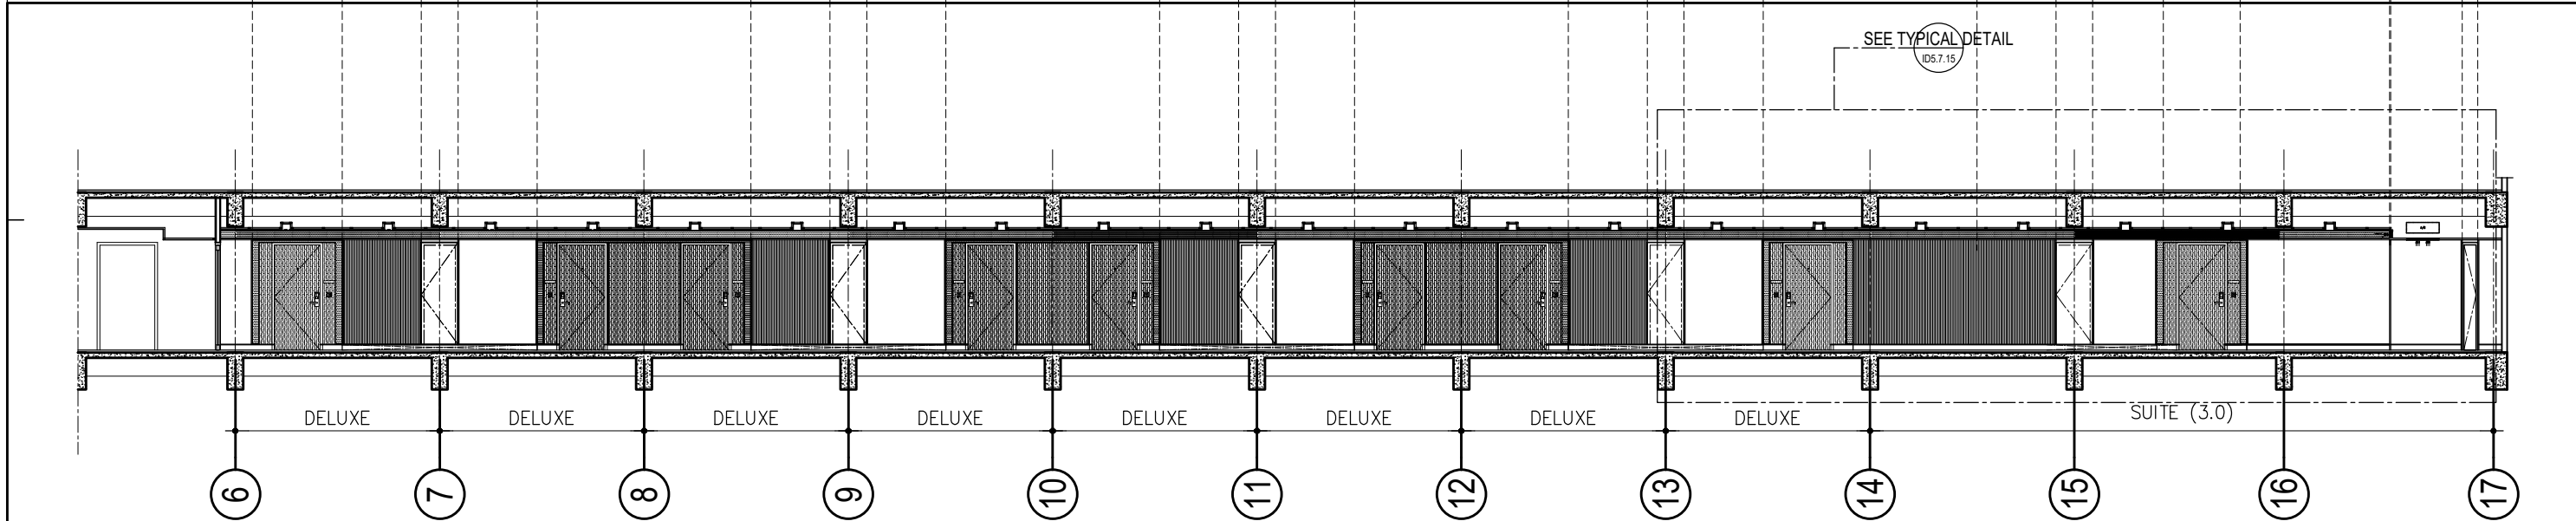 SEE TYPICAL DETAIL
ID5.7.15
DELUXE DELUXE DELUXE DELUXE DELUXE DELUXE DELUXE DELUXE SUITE (3.0)
6 7 8 9 10 11 12 13 14 15 16 17